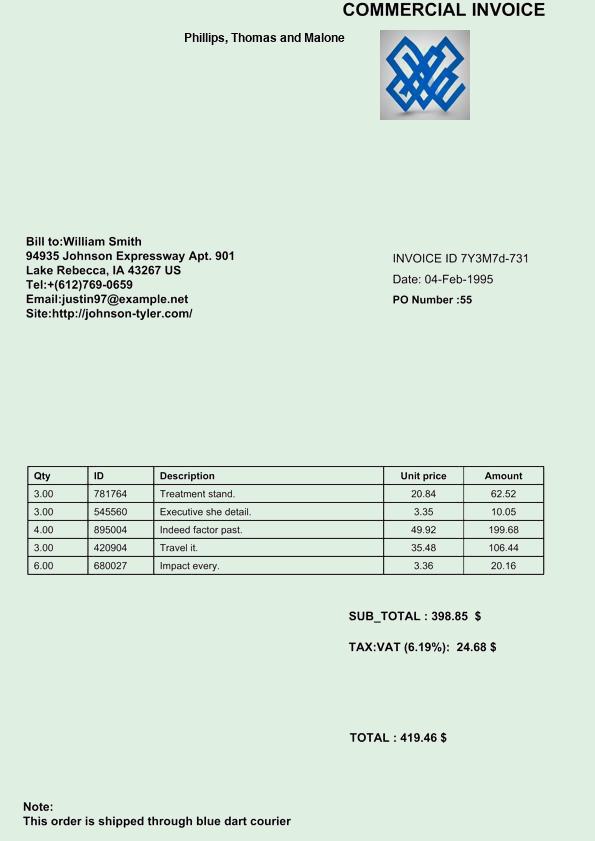 COMMERCIAL INVOICE
Phillips, Thomas and Malone
Bill to:William Smith
94935 Johnson Expressway Apt. 901
Lake Rebecca, IA 43267 US
Tel:+(612)769-0659
Email:justin97@example.net
Site:http://johnson-tyler.com/
INVOICE ID 7Y3M7d-731
Date: 04-Feb-1995
PO Number :55
Qty ID Description Unit price Amount
3.00 781764 Treatment stand. 20.84 62.52
3.00 545560 Executive she detail. 3.35 10.05
4.00 895004 Indeed factor past. 49.92 199.68
3.00 420904 Travel it. 35.48 106.44
6.00 680027 Impact every. 3.36 20.16
SUB_TOTAL : 398.85 $
TAX:VAT (6.19%): 24.68 $
TOTAL : 419.46 $
Note:
This order is shipped through blue dart courier